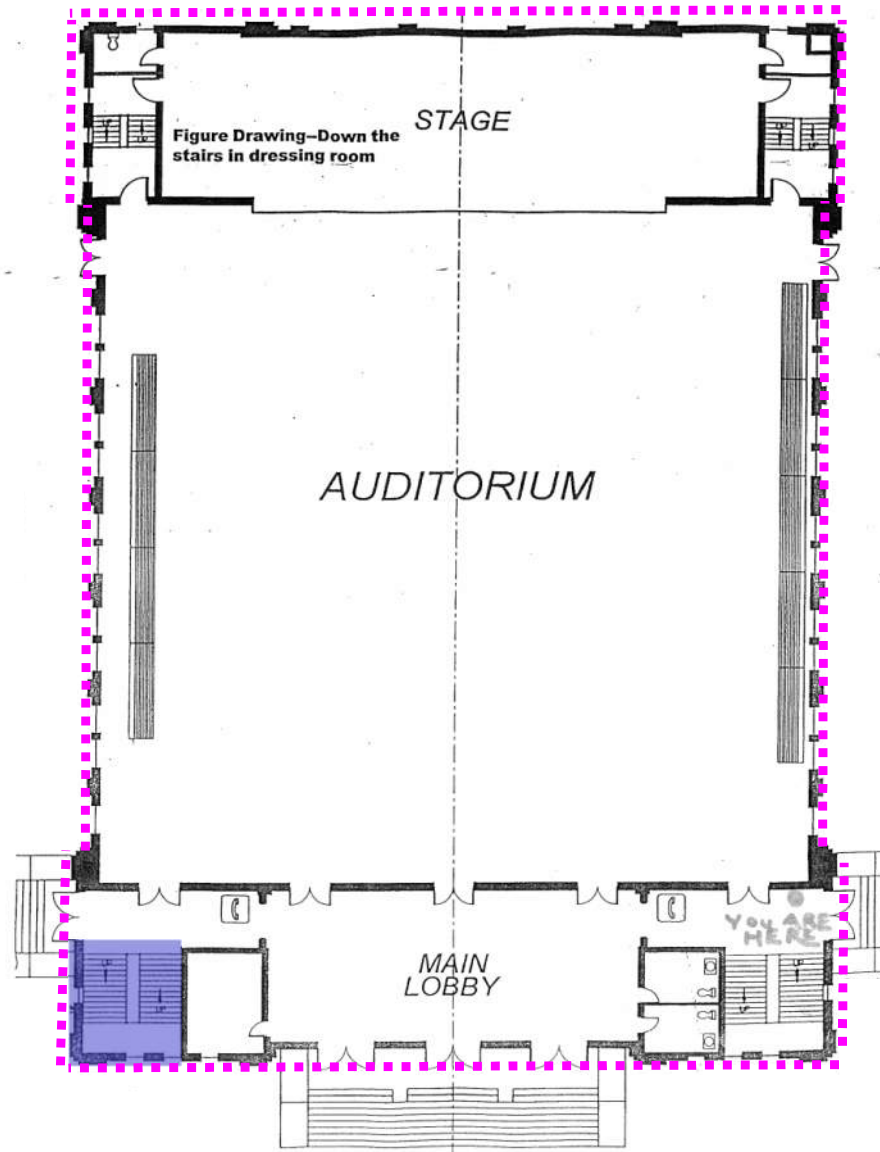 STAGE
Figure Drawing–Down the
stairs in dressing room
AUDITORIUM
YOU ARE
HERE
MAIN
LOBBY